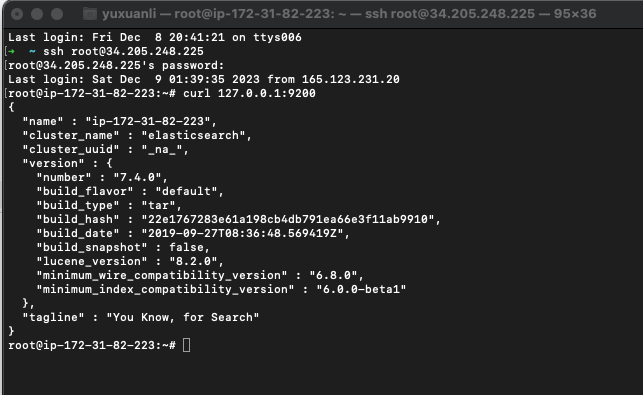 yuxuanli — root@ip-172-31-82-223: ~ — ssh root@34.205.248.225 — 95×36
Last login: Fri Dec  8 20:41:21 on ttys006
[➜  ~ ssh root@34.205.248.225
[root@34.205.248.225's password:
Last login: Sat Dec  9 01:39:35 2023 from 165.123.231.20
[root@ip-172-31-82-223:~# curl 127.0.0.1:9200
{
  "name" : "ip-172-31-82-223",
  "cluster_name" : "elasticsearch",
  "cluster_uuid" : "_na_",
  "version" : {
    "number" : "7.4.0",
    "build_flavor" : "default",
    "build_type" : "tar",
    "build_hash" : "22e1767283e61a198cb4db791ea66e3f11ab9910",
    "build_date" : "2019-09-27T08:36:48.569419Z",
    "build_snapshot" : false,
    "lucene_version" : "8.2.0",
    "minimum_wire_compatibility_version" : "6.8.0",
    "minimum_index_compatibility_version" : "6.0.0-beta1"
  },
  "tagline" : "You Know, for Search"
}
root@ip-172-31-82-223:~#